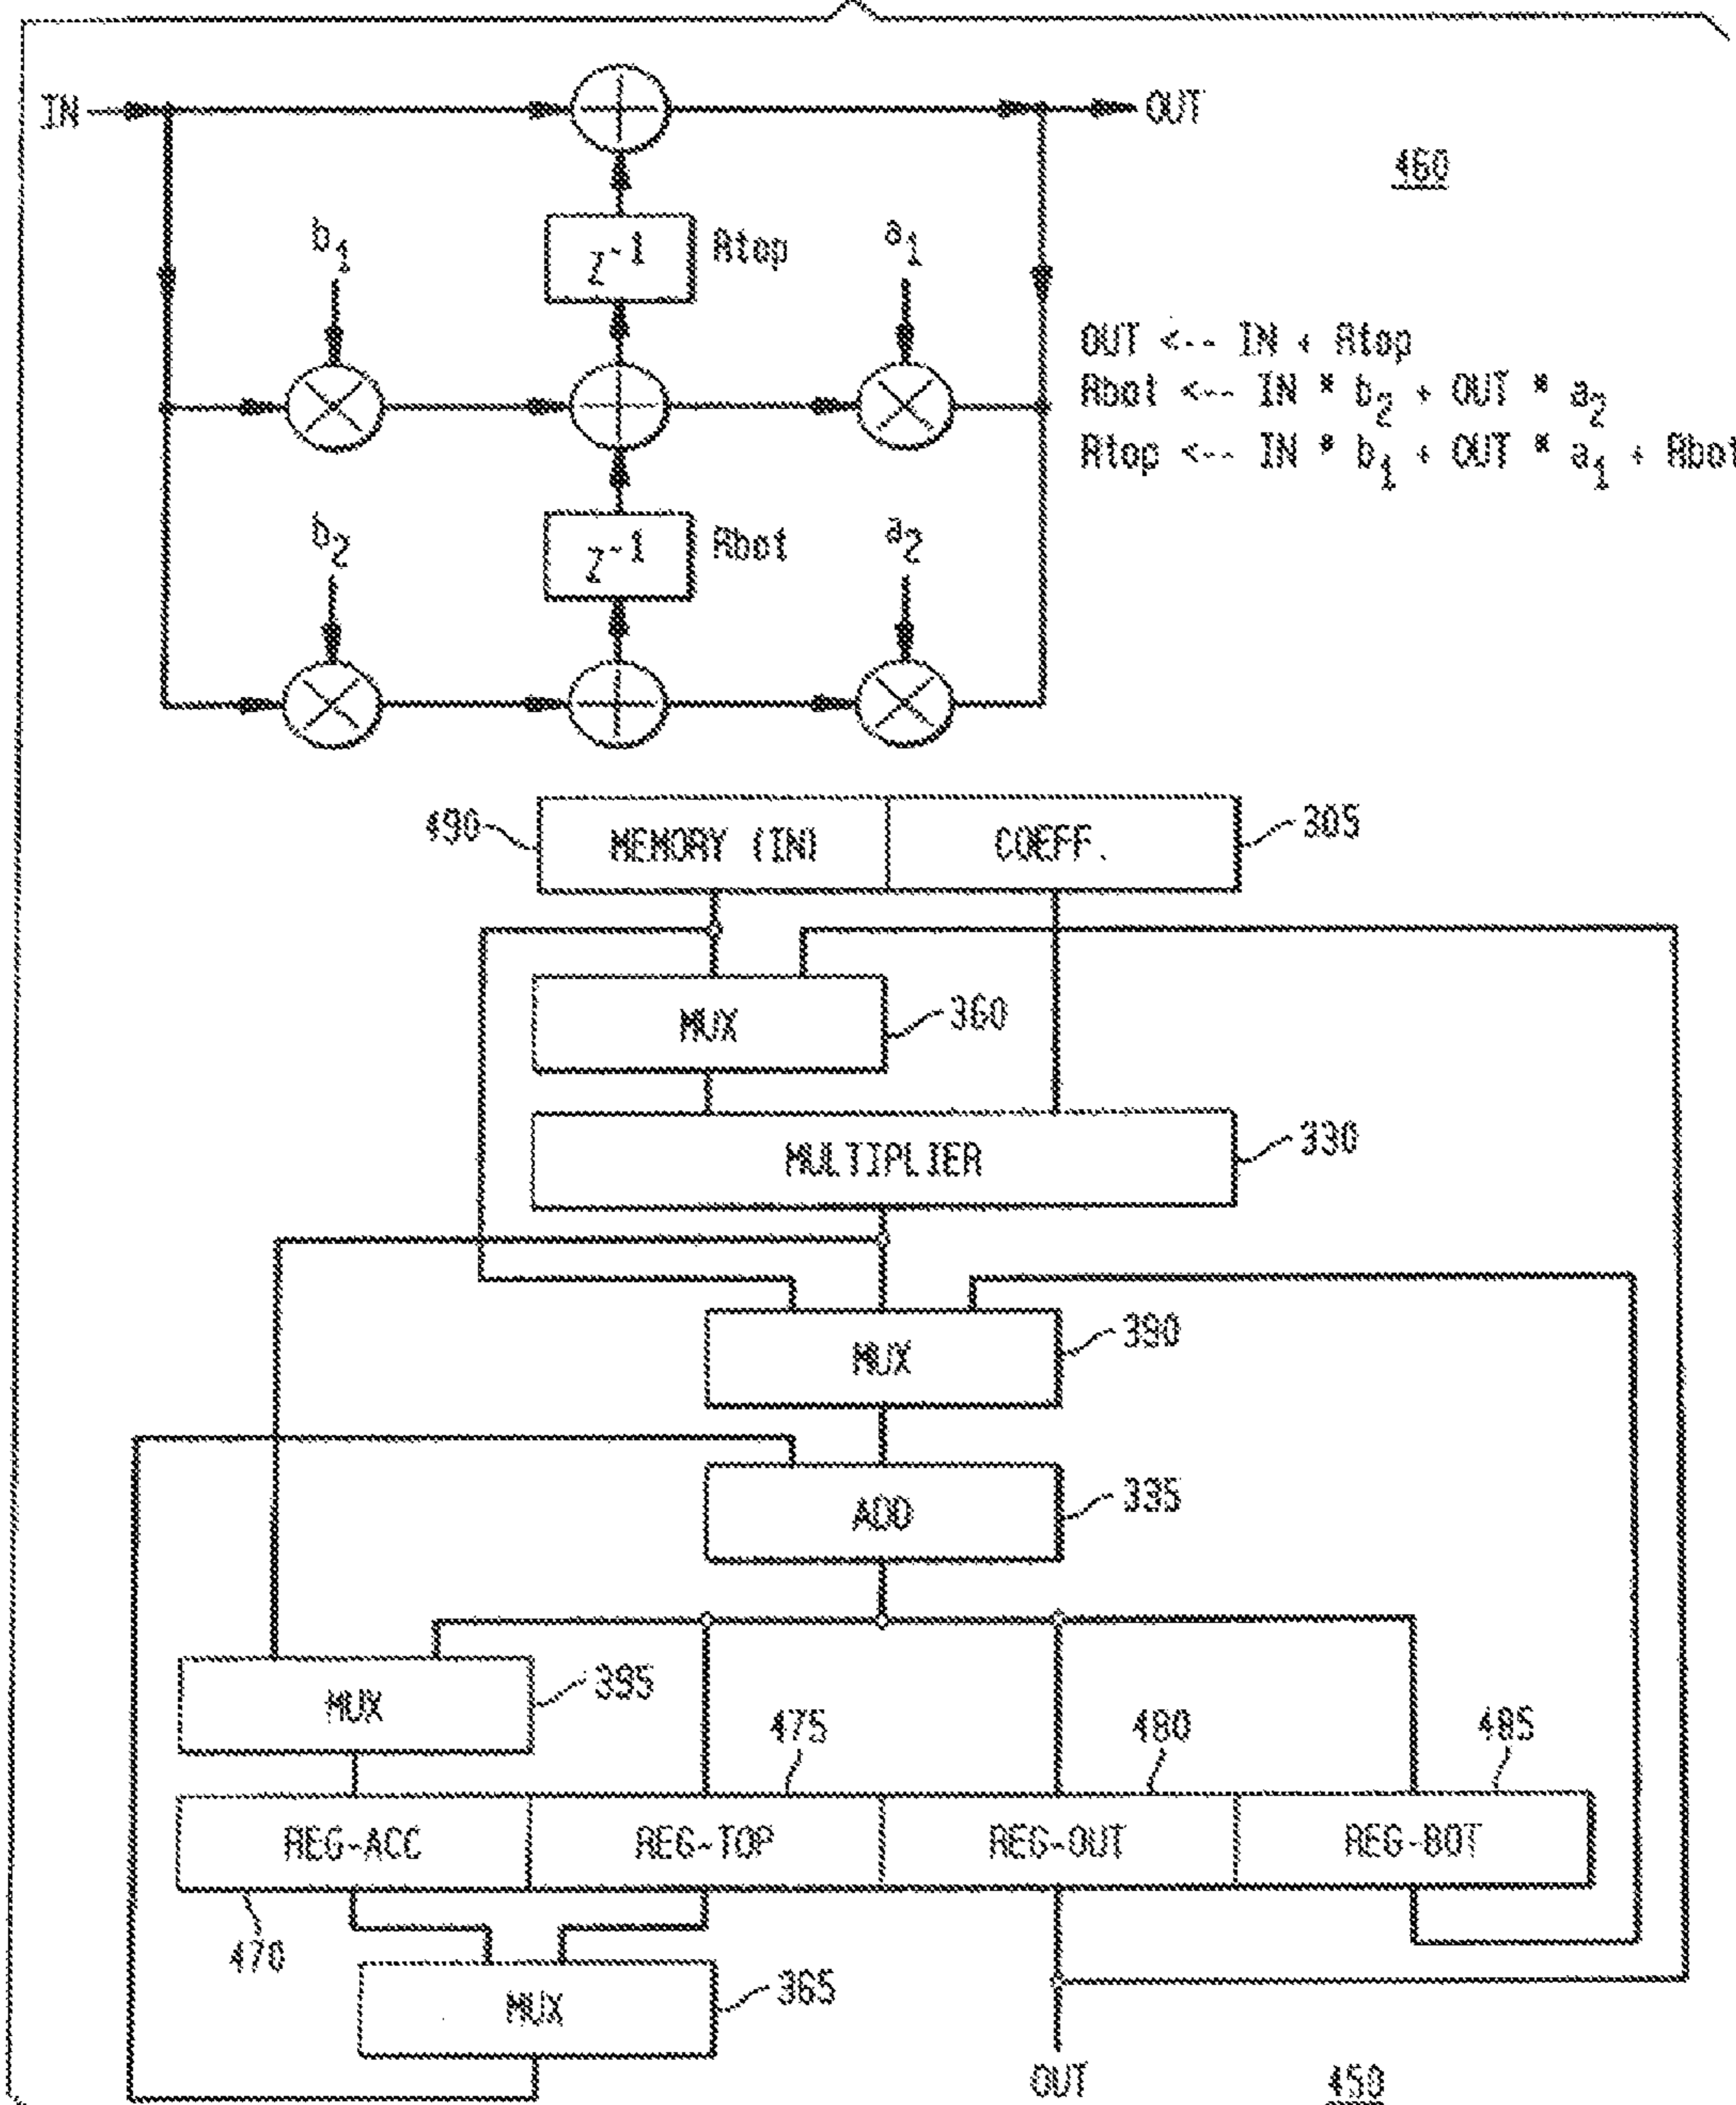 IN
OUT
460
b1
Z-1
Rtop
a1
OUT <-- IN + Rtop
Rbot <-- IN * b2 + OUT * a2
Rtop <-- IN * b1 + OUT * a1 + Rbot
b2
Z-1
Rbot
a2
490
MEMORY (IN)
COEFF.
305
MUX
360
MULTIPLIER
330
MUX
390
ADD
335
MUX
395
475
480
485
REG-ACC
REG-TOP
REG-OUT
REG-BOT
470
MUX
365
OUT
450